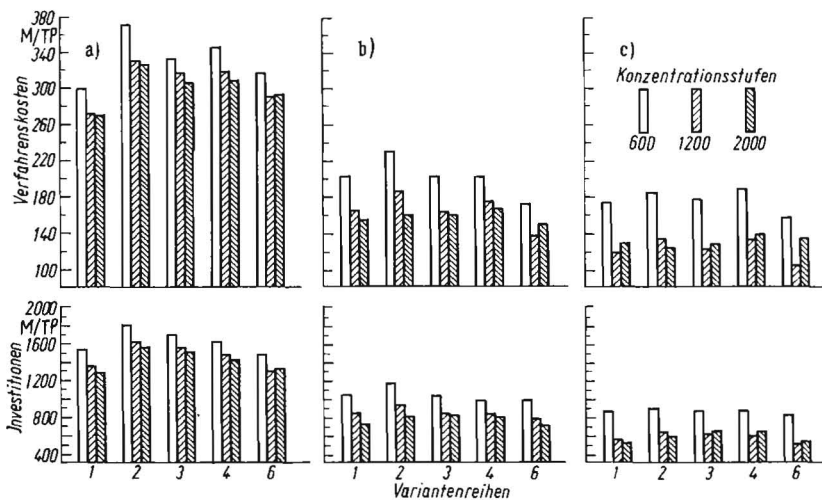 380
M/TP
340
300
260
220
180
140
100
Verfahrenskosten
a)
b)
c)
Konzentrationsstufen
600 1200 2000
2000
M/TP
1600
1200
800
400
Investitionen
1 2 3 4 6 1 2 3 4 6 1 2 3 4 6
Variantenreihen